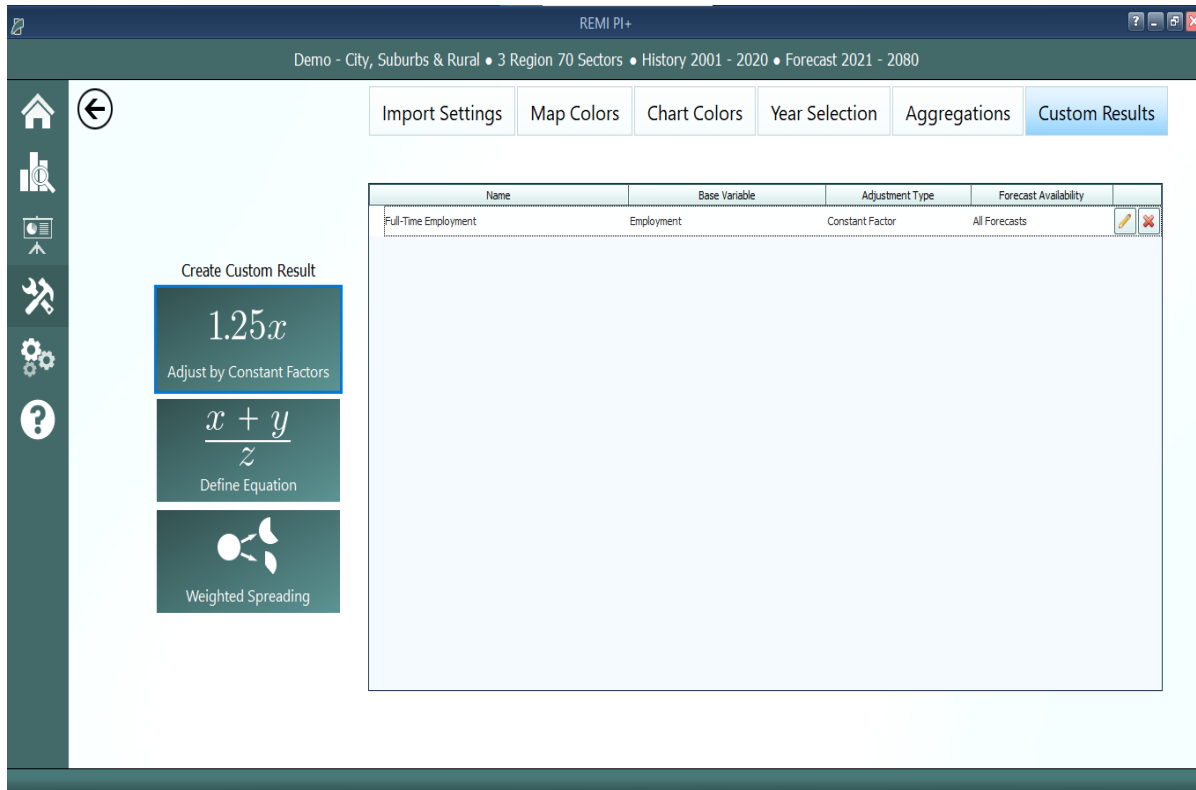 REMI PI+
Demo - City, Suburbs & Rural ● 3 Region 70 Sectors ● History 2001 - 2020 ● Forecast 2021 - 2080
Import Settings Map Colors Chart Colors Year Selection Aggregations Custom Results
Name Base Variable Adjustment Type Forecast Availability
Full-Time Employment Employment Constant Factor All Forecasts
Create Custom Result
1.25x
Adjust by Constant Factors
x + y
z
Define Equation
Weighted Spreading